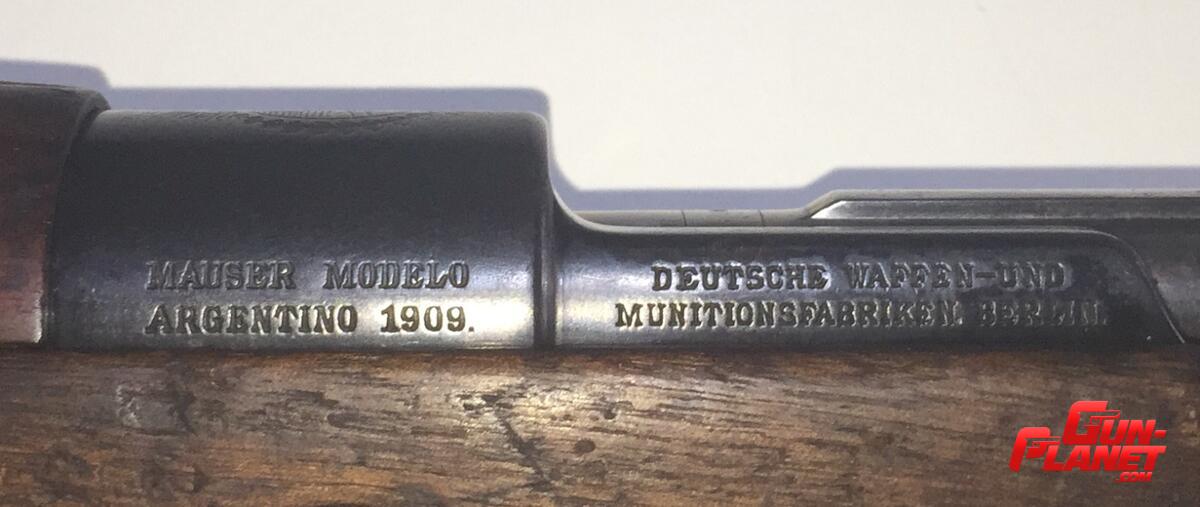 MAUSER MODELO
ARGENTINO 1909.
DEUTSCHE WAFFEN-UND
MUNITIONSFABRIKEN. BERLIN.
GUN-
PLANET
.COM